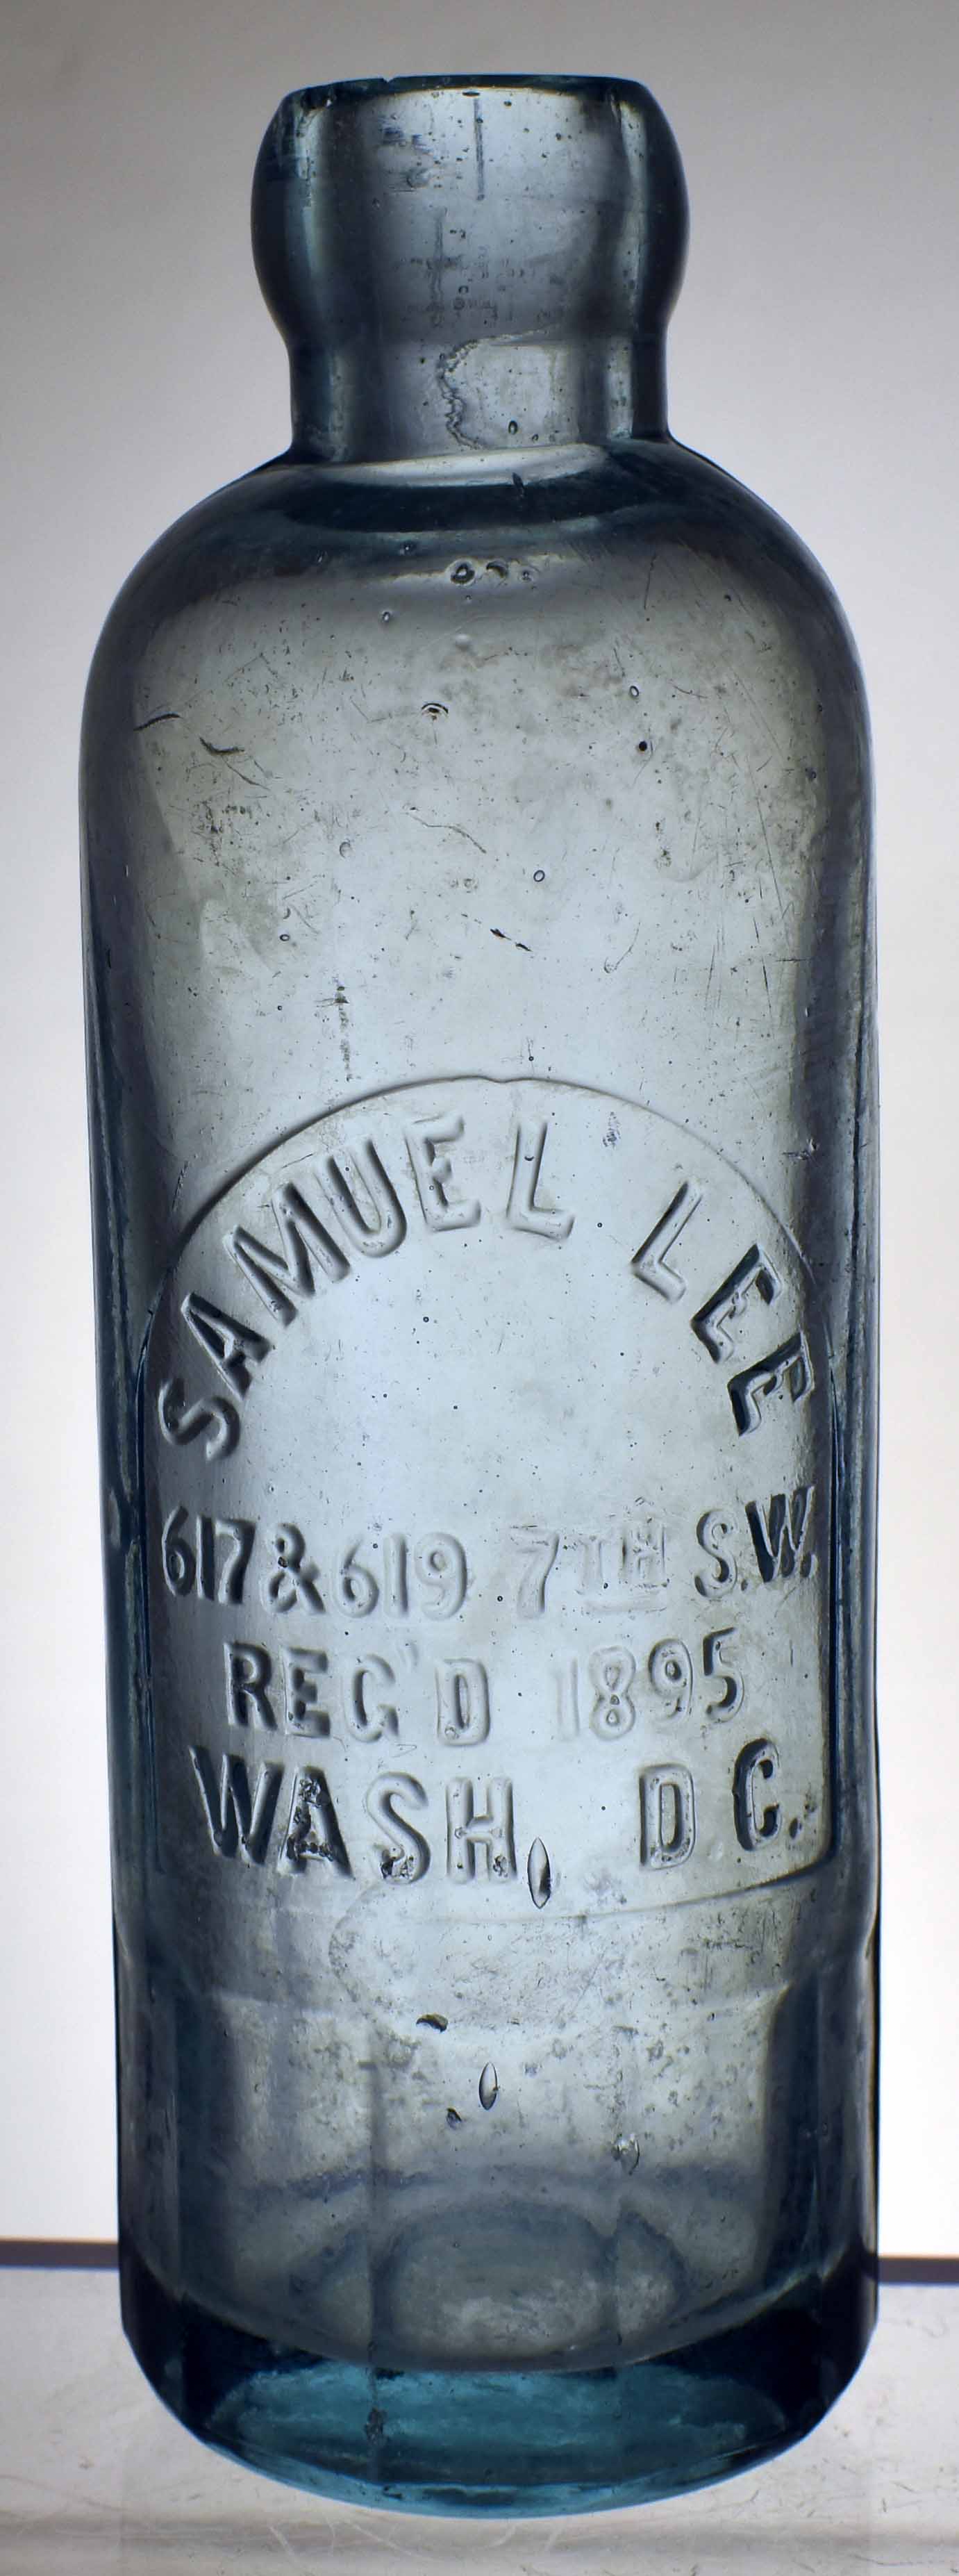 SAMUEL LEE
617 & 619 7TH S.W.
REG'D 1895
WASH, D.C.